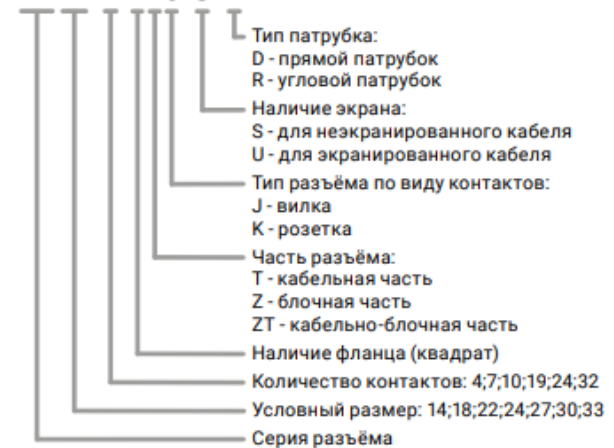 Тип патрубка:
D - прямой патрубок
R - угловой патрубок
Наличие экрана:
S - для неэкранированного кабеля
U - для экранированного кабеля
Тип разъёма по виду контактов:
J - вилка
K - розетка
Часть разъёма:
T - кабельная часть
Z - блочная часть
ZT - кабельно-блочная часть
Наличие фланца (квадрат)
Количество контактов: 4;7;10;19;24;32
Условный размер: 14;18;22;24;27;30;33
Серия разъёма